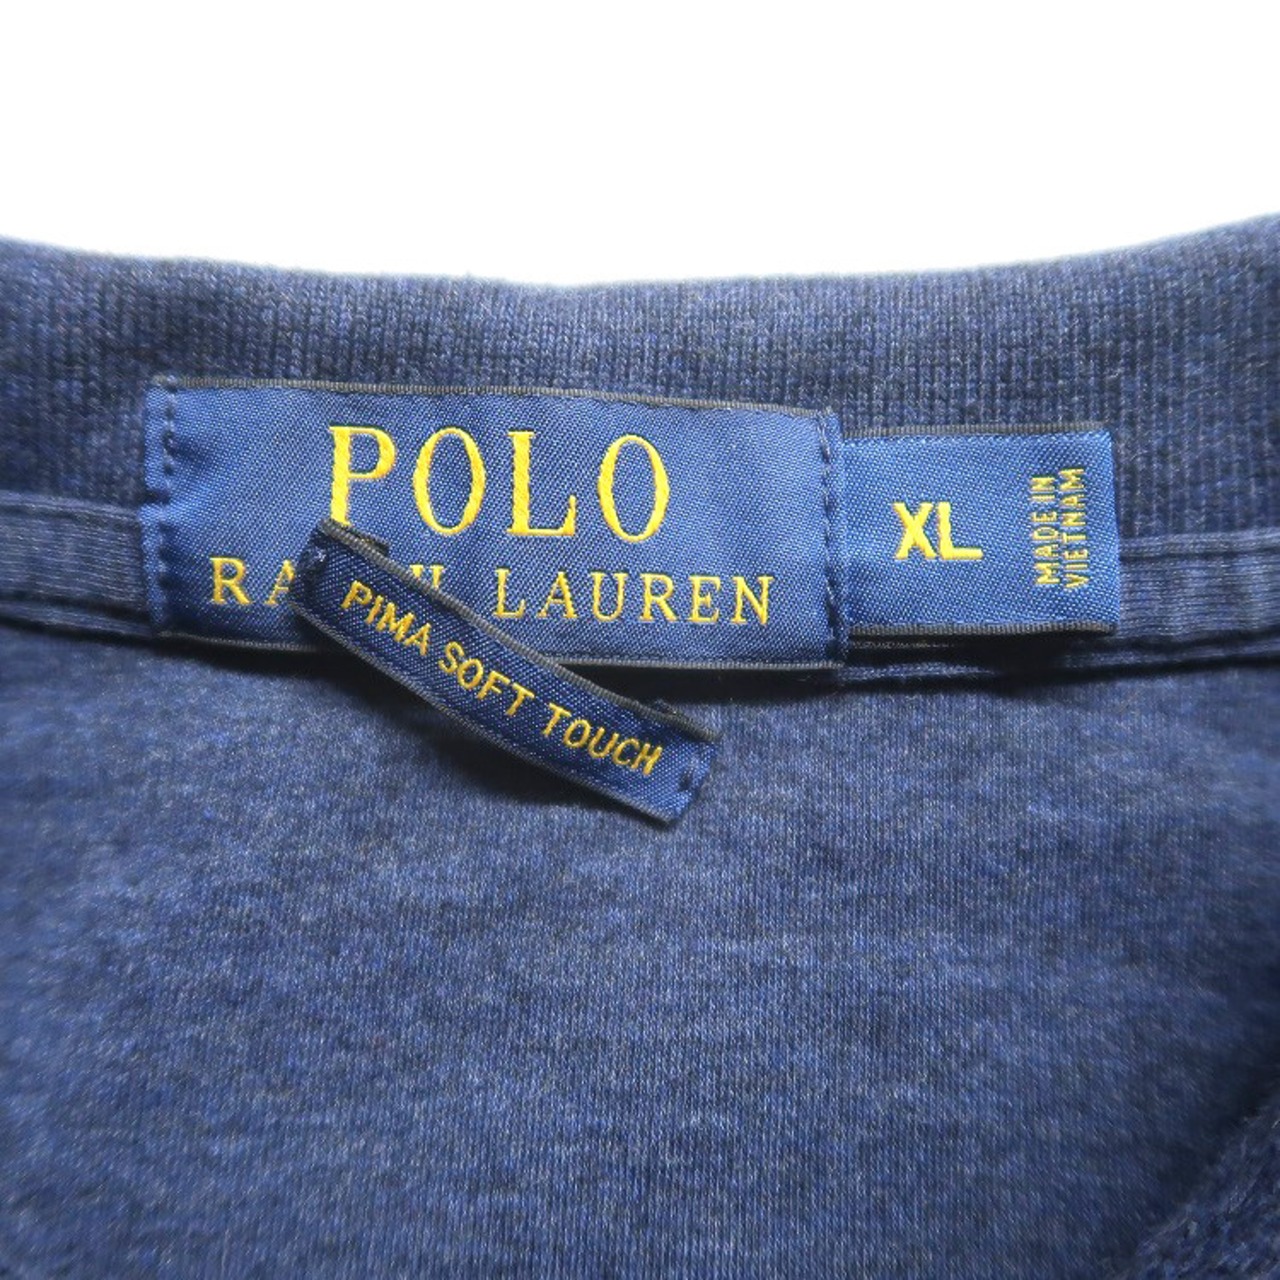 POLO
LAUREN
PIMA SOFT TOUCH
XL
MADE IN
VIETNAM